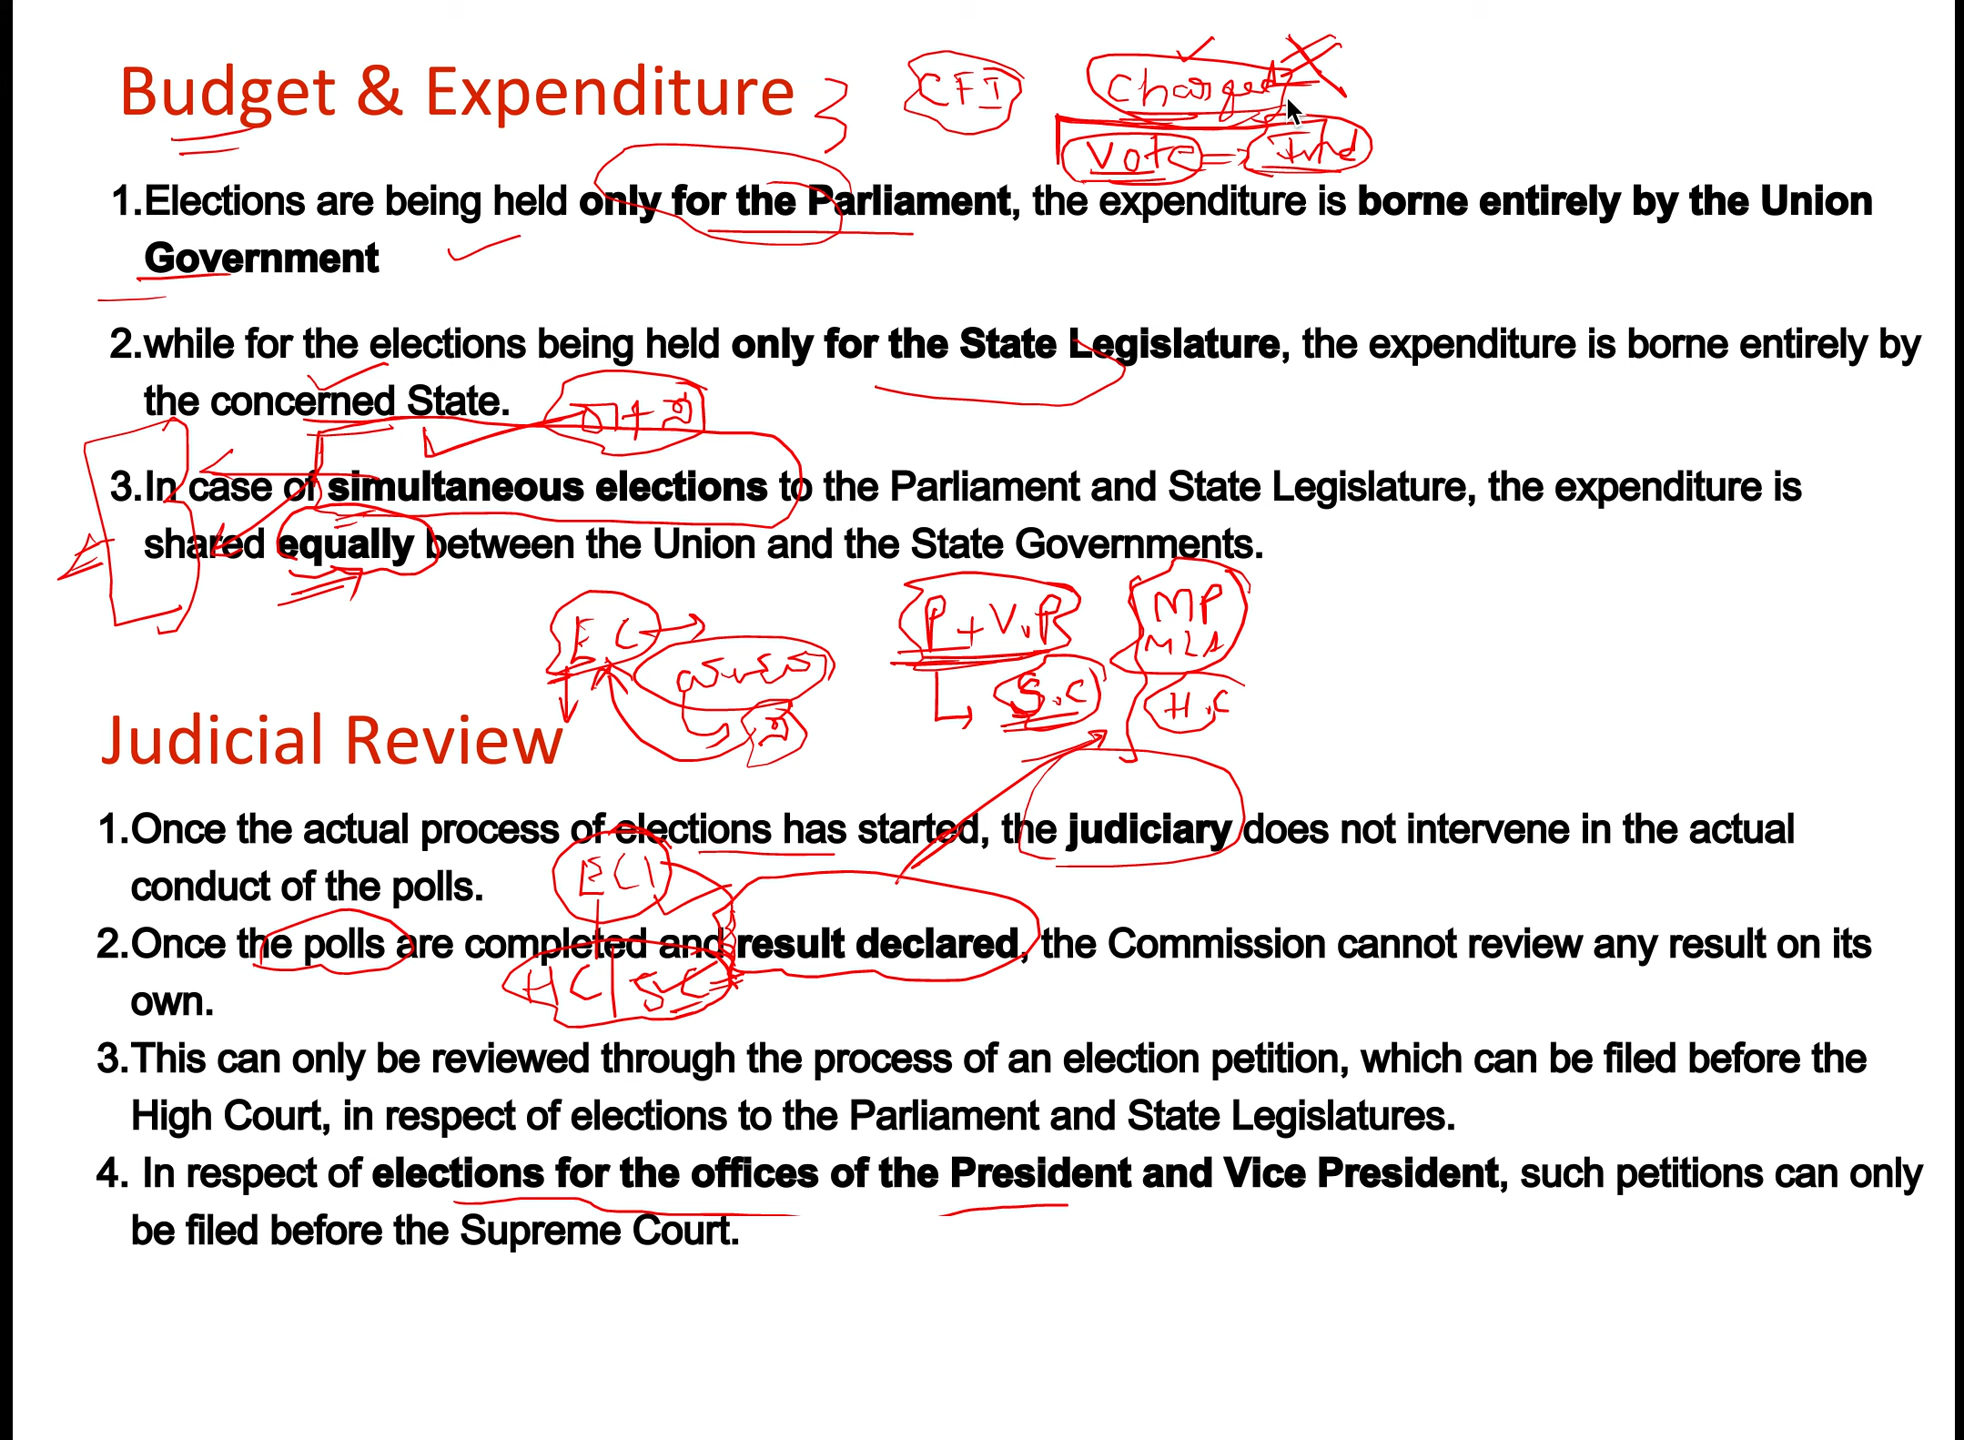 Budget & Expenditure
CFI
Charged
Vote
1.Elections are being held only for the Parliament, the expenditure is borne entirely by the Union
Government
2.while for the elections being held only for the State Legislature, the expenditure is borne entirely by
the concerned State.
3.In case of simultaneous elections to the Parliament and State Legislature, the expenditure is
shared equally between the Union and the State Governments.
EC
P+V.P
MP
MLA
S.C
H.C
Judicial Review
1.Once the actual process of elections has started, the judiciary does not intervene in the actual
conduct of the polls.
ECI
2.Once the polls are completed and result declared, the Commission cannot review any result on its
own.
HC SC
3.This can only be reviewed through the process of an election petition, which can be filed before the
High Court, in respect of elections to the Parliament and State Legislatures.
4. In respect of elections for the offices of the President and Vice President, such petitions can only
be filed before the Supreme Court.